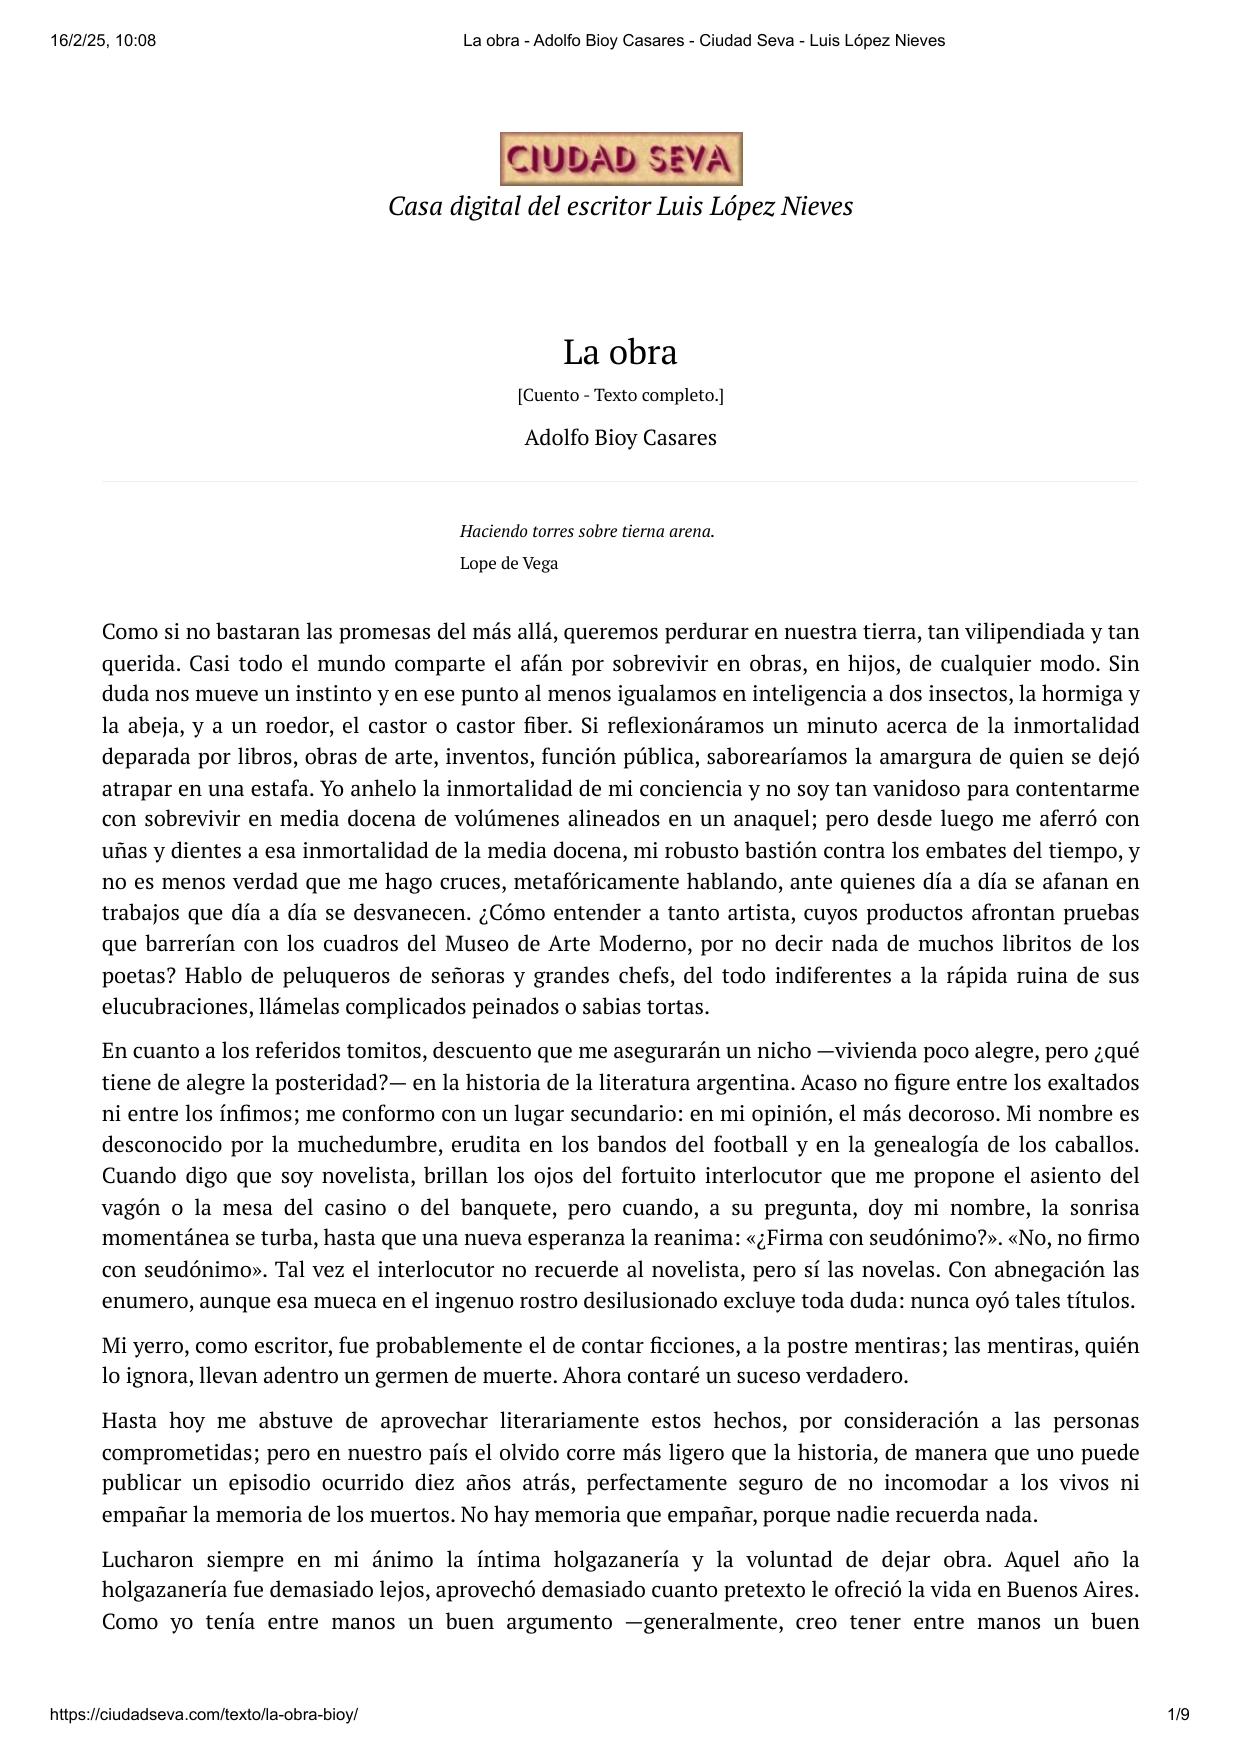 16/2/25, 10:08
La obra - Adolfo Bioy Casares - Ciudad Seva - Luis López Nieves
CIUDAD SEVA
Casa digital del escritor Luis López Nieves
La obra
[Cuento - Texto completo.]
Adolfo Bioy Casares
Haciendo torres sobre tierna arena.
Lope de Vega
Como si no bastaran las promesas del más allá, queremos perdurar en nuestra tierra, tan vilipendiada y tan
querida. Casi todo el mundo comparte el afán por sobrevivir en obras, en hijos, de cualquier modo. Sin
duda nos mueve un instinto y en ese punto al menos igualamos en inteligencia a dos insectos, la hormiga y
la abeja, y a un roedor, el castor o castor fiber. Si reflexionáramos un minuto acerca de la inmortalidad
deparada por libros, obras de arte, inventos, función pública, saborearíamos la amargura de quien se dejó
atrapar en una estafa. Yo anhelo la inmortalidad de mi conciencia y no soy tan vanidoso para contentarme
con sobrevivir en media docena de volúmenes alineados en un anaquel; pero desde luego me aferró con
uñas y dientes a esa inmortalidad de la media docena, mi robusto bastión contra los embates del tiempo, y
no es menos verdad que me hago cruces, metafóricamente hablando, ante quienes día a día se afanan en
trabajos que día a día se desvanecen. ¿Cómo entender a tanto artista, cuyos productos afrontan pruebas
que barrerían con los cuadros del Museo de Arte Moderno, por no decir nada de muchos libritos de los
poetas? Hablo de peluqueros de señoras y grandes chefs, del todo indiferentes a la rápida ruina de sus
elucubraciones, llámelas complicados peinados o sabias tortas.
En cuanto a los referidos tomitos, descuento que me asegurarán un nicho —vivienda poco alegre, pero ¿qué
tiene de alegre la posteridad?— en la historia de la literatura argentina. Acaso no figure entre los exaltados
ni entre los ínfimos; me conformo con un lugar secundario: en mi opinión, el más decoroso. Mi nombre es
desconocido por la muchedumbre, erudita en los bandos del football y en la genealogía de los caballos.
Cuando digo que soy novelista, brillan los ojos del fortuito interlocutor que me propone el asiento del
vagón o la mesa del casino o del banquete, pero cuando, a su pregunta, doy mi nombre, la sonrisa
momentánea se turba, hasta que una nueva esperanza la reanima: «¿Firma con seudónimo?». «No, no firmo
con seudónimo». Tal vez el interlocutor no recuerde al novelista, pero sí las novelas. Con abnegación las
enumero, aunque esa mueca en el ingenuo rostro desilusionado excluye toda duda: nunca oyó tales títulos.
Mi yerro, como escritor, fue probablemente el de contar ficciones, a la postre mentiras; las mentiras, quién
lo ignora, llevan adentro un germen de muerte. Ahora contaré un suceso verdadero.
Hasta hoy me abstuve de aprovechar literariamente estos hechos, por consideración a las personas
comprometidas; pero en nuestro país el olvido corre más ligero que la historia, de manera que uno puede
publicar un episodio ocurrido diez años atrás, perfectamente seguro de no incomodar a los vivos ni
empañar la memoria de los muertos. No hay memoria que empañar, porque nadie recuerda nada.
Lucharon siempre en mi ánimo la íntima holgazanería y la voluntad de dejar obra. Aquel año la
holgazanería fue demasiado lejos, aprovechó demasiado cuanto pretexto le ofreció la vida en Buenos Aires.
Como yo tenía entre manos un buen argumento —generalmente, creo tener entre manos un buen
https://ciudadseva.com/texto/la-obra-bioy/
1/9